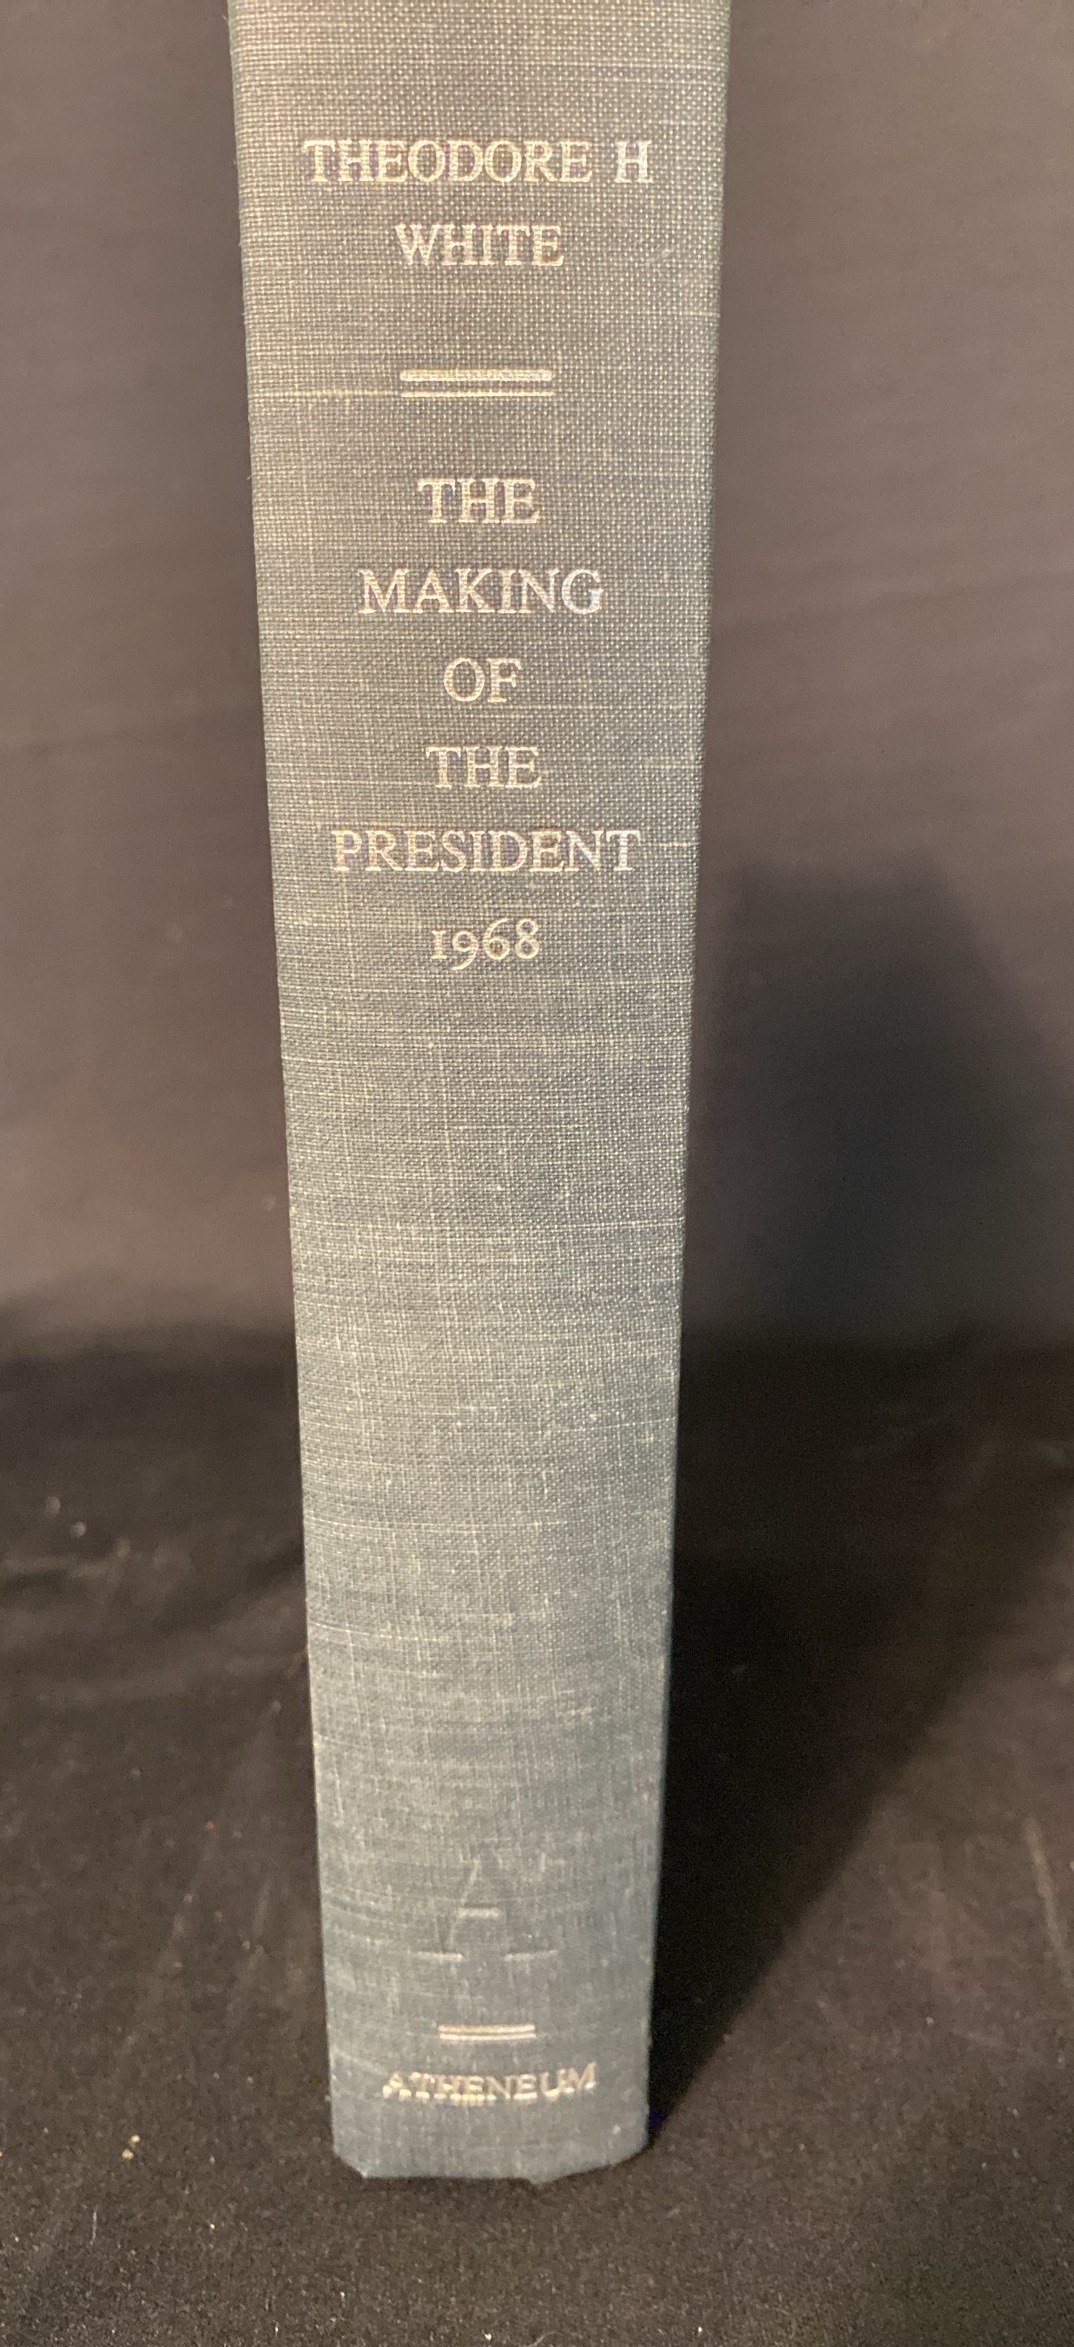 THEODORE H
WHITE
THE
MAKING
OF
THE
PRESIDENT
1968
ATHENEUM